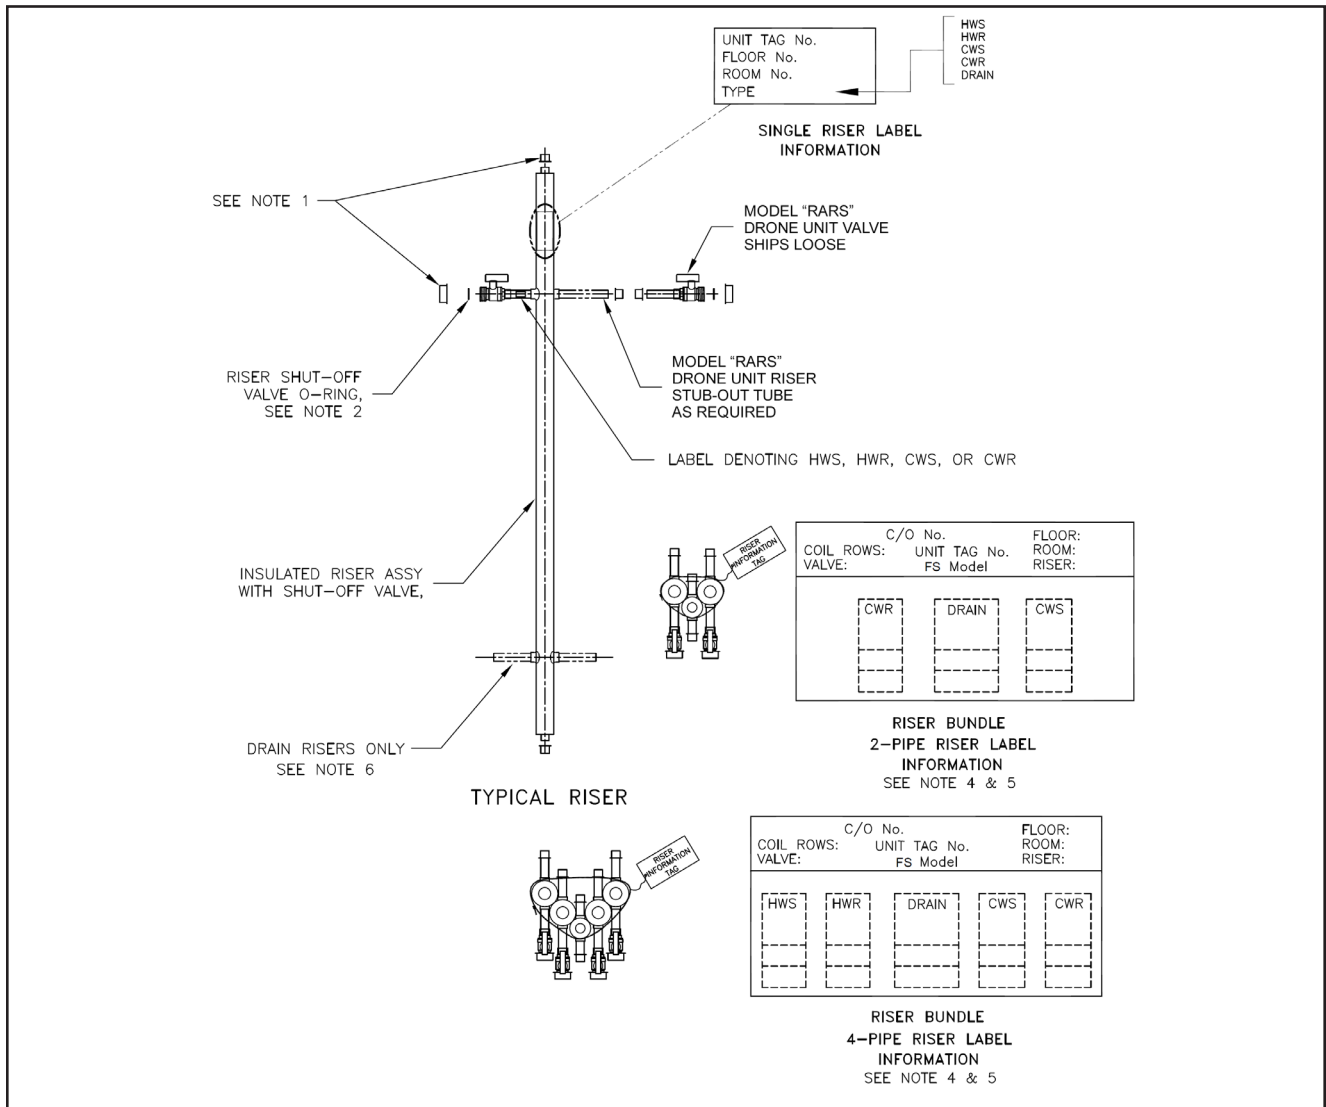 HWS
HWR
CWS
CWR
DRAIN
UNIT TAG No.
FLOOR No.
ROOM No.
TYPE
SINGLE RISER LABEL
INFORMATION
SEE NOTE 1
MODEL “RARS”
DRONE UNIT VALVE
SHIPS LOOSE
RISER SHUT-OFF
VALVE O-RING,
SEE NOTE 2
MODEL “RARS”
DRONE UNIT RISER
STUB-OUT TUBE
AS REQUIRED
LABEL DENOTING HWS, HWR, CWS, OR CWR
INSULATED RISER ASSY
WITH SHUT-OFF VALVE,
RISER
INFORMATION
TAG
C/O No. FLOOR:
COIL ROWS: UNIT TAG No. ROOM:
VALVE: FS Model RISER:
CWR DRAIN CWS
RISER BUNDLE
2-PIPE RISER LABEL
INFORMATION
SEE NOTE 4 & 5
DRAIN RISERS ONLY
SEE NOTE 6
TYPICAL RISER
RISER
INFORMATION
TAG
C/O No. FLOOR:
COIL ROWS: UNIT TAG No. ROOM:
VALVE: FS Model RISER:
HWS HWR DRAIN CWS CWR
RISER BUNDLE
4-PIPE RISER LABEL
INFORMATION
SEE NOTE 4 & 5